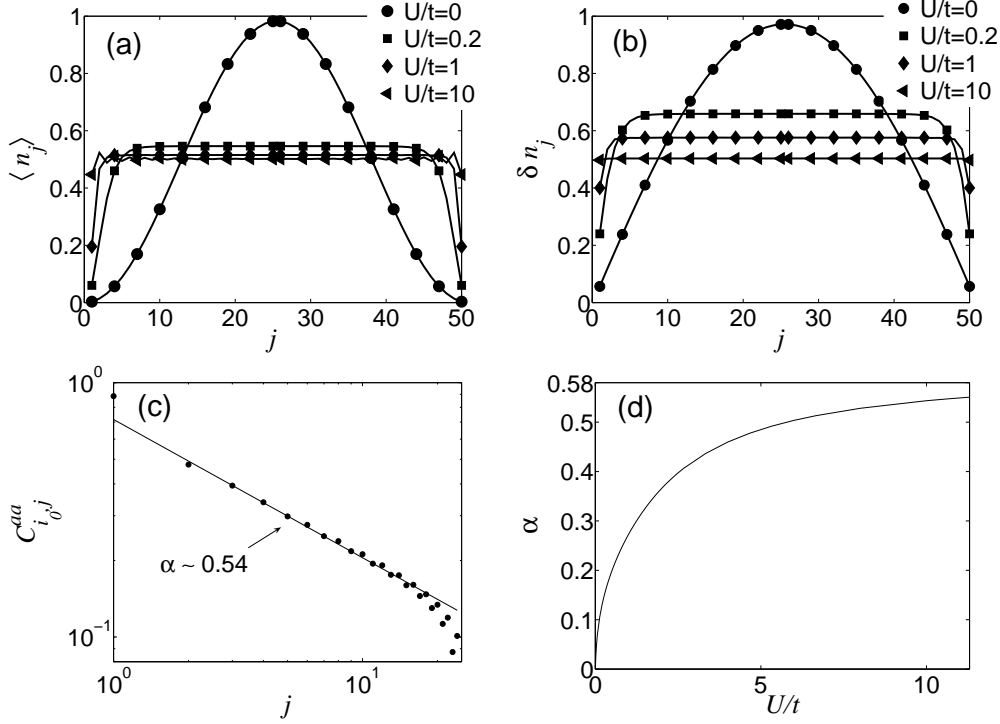 (a)
U/t=0
U/t=0.2
U/t=1
U/t=10
⟨ n_j ⟩
1
0.8
0.6
0.4
0.2
0
0 10 20 30 40 50
j
(b)
U/t=0
U/t=0.2
U/t=1
U/t=10
δ n_j
1
0.8
0.6
0.4
0.2
0
0 10 20 30 40 50
j
(c)
C^{aa}_{i_0,j}
10^0
10^{-1}
α ~ 0.54
10^0 10^1
j
(d)
α
0.58
0.5
0.4
0.3
0.2
0.1
0
0 5 10
U/t